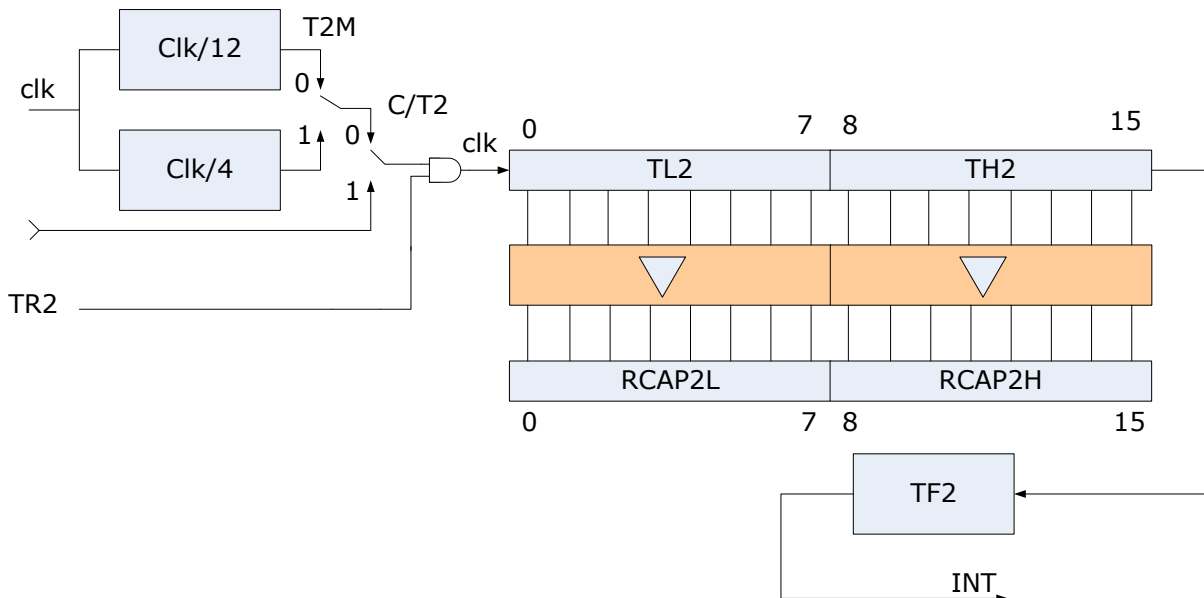 Clk/12
T2M
clk
0
C/T2
Clk/4
1
0
1
clk
0
7
8
15
TL2
TH2
TR2
RCAP2L
RCAP2H
0
7
8
15
TF2
INT